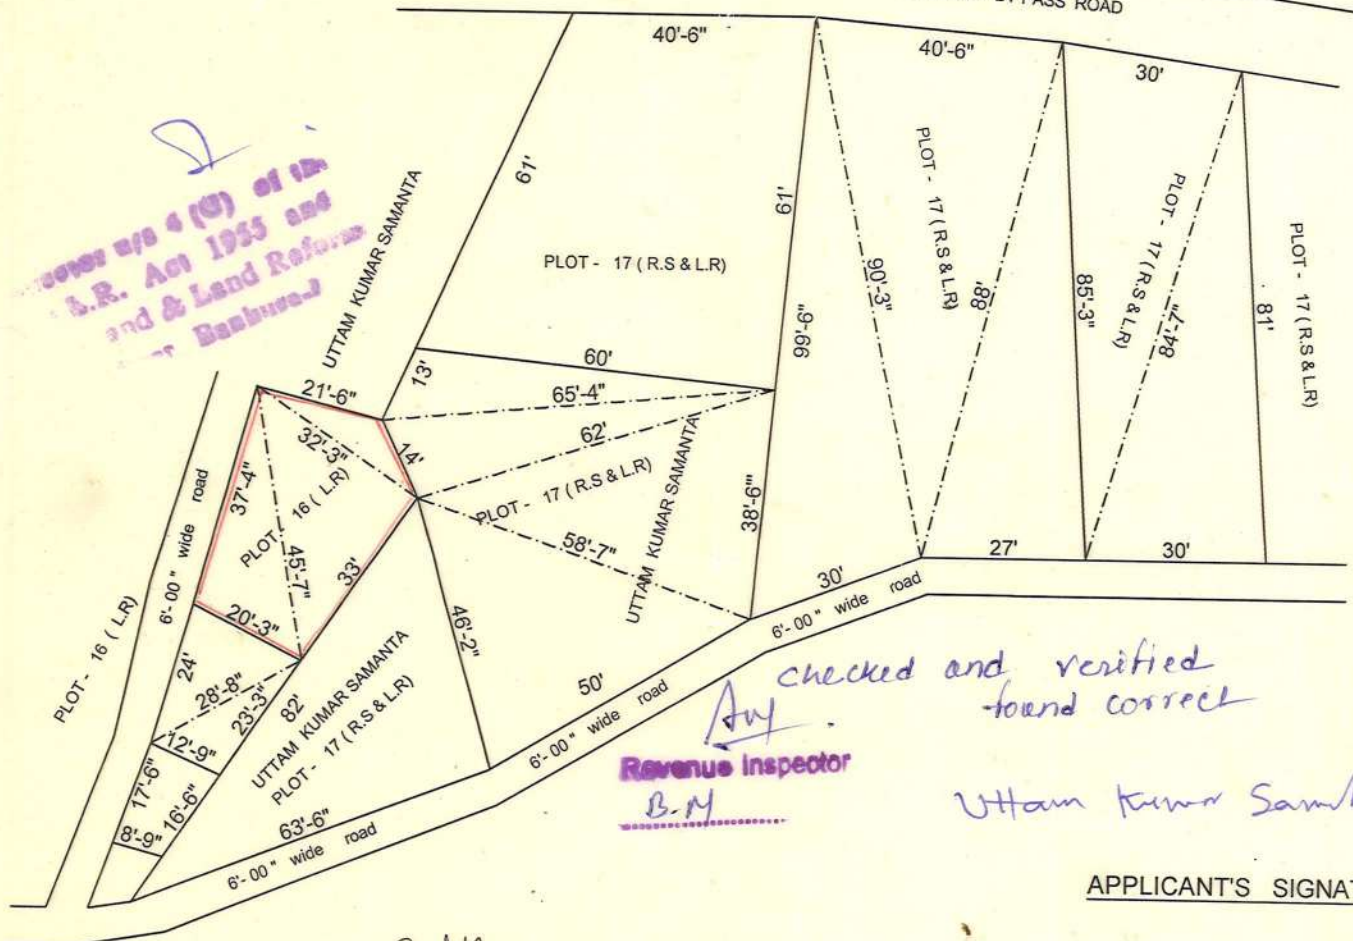 PASS ROAD
40'-6"
40'-6"
30'
61'
61'
UTTAM KUMAR SAMANTA
PLOT - 17 ( R.S & L.R)
PLOT - 17 ( R.S & L.R)
PLOT - 17 ( R.S & L.R)
PLOT - 17 ( R.S & L.R)
u/s 4 (G) of the
L.R. Act 1955 and
and & Land Reforms
90'-3"
88'
85'-3"
84'-7"
81'
99'-6"
60'
13'
65'-4"
21'-6"
62'
32'-3"
14'
37'-4"
PLOT - 16 ( L.R)
45'-7"
33'
PLOT - 17 ( R.S & L.R)
UTTAM KUMAR SAMANTA
38'-6"'
58'-7"
6'- 00 " wide road
PLOT - 16 ( L.R)
20'-3"
46'-2"
30'
27'
30'
6'- 00 " wide road
24'
28'-8"
23'-3"
82'
UTTAM KUMAR SAMANTA
PLOT - 17 ( R.S & L.R)
50'
6'- 00 " wide road
12'-9"
17'-6"
16'-6"
8'-9"
63'-6"
6'- 00 " wide road
checked and verified
found correct
Revenue Inspector
B.M
Uttam Kumar
APPLICANT'S SIGNAT